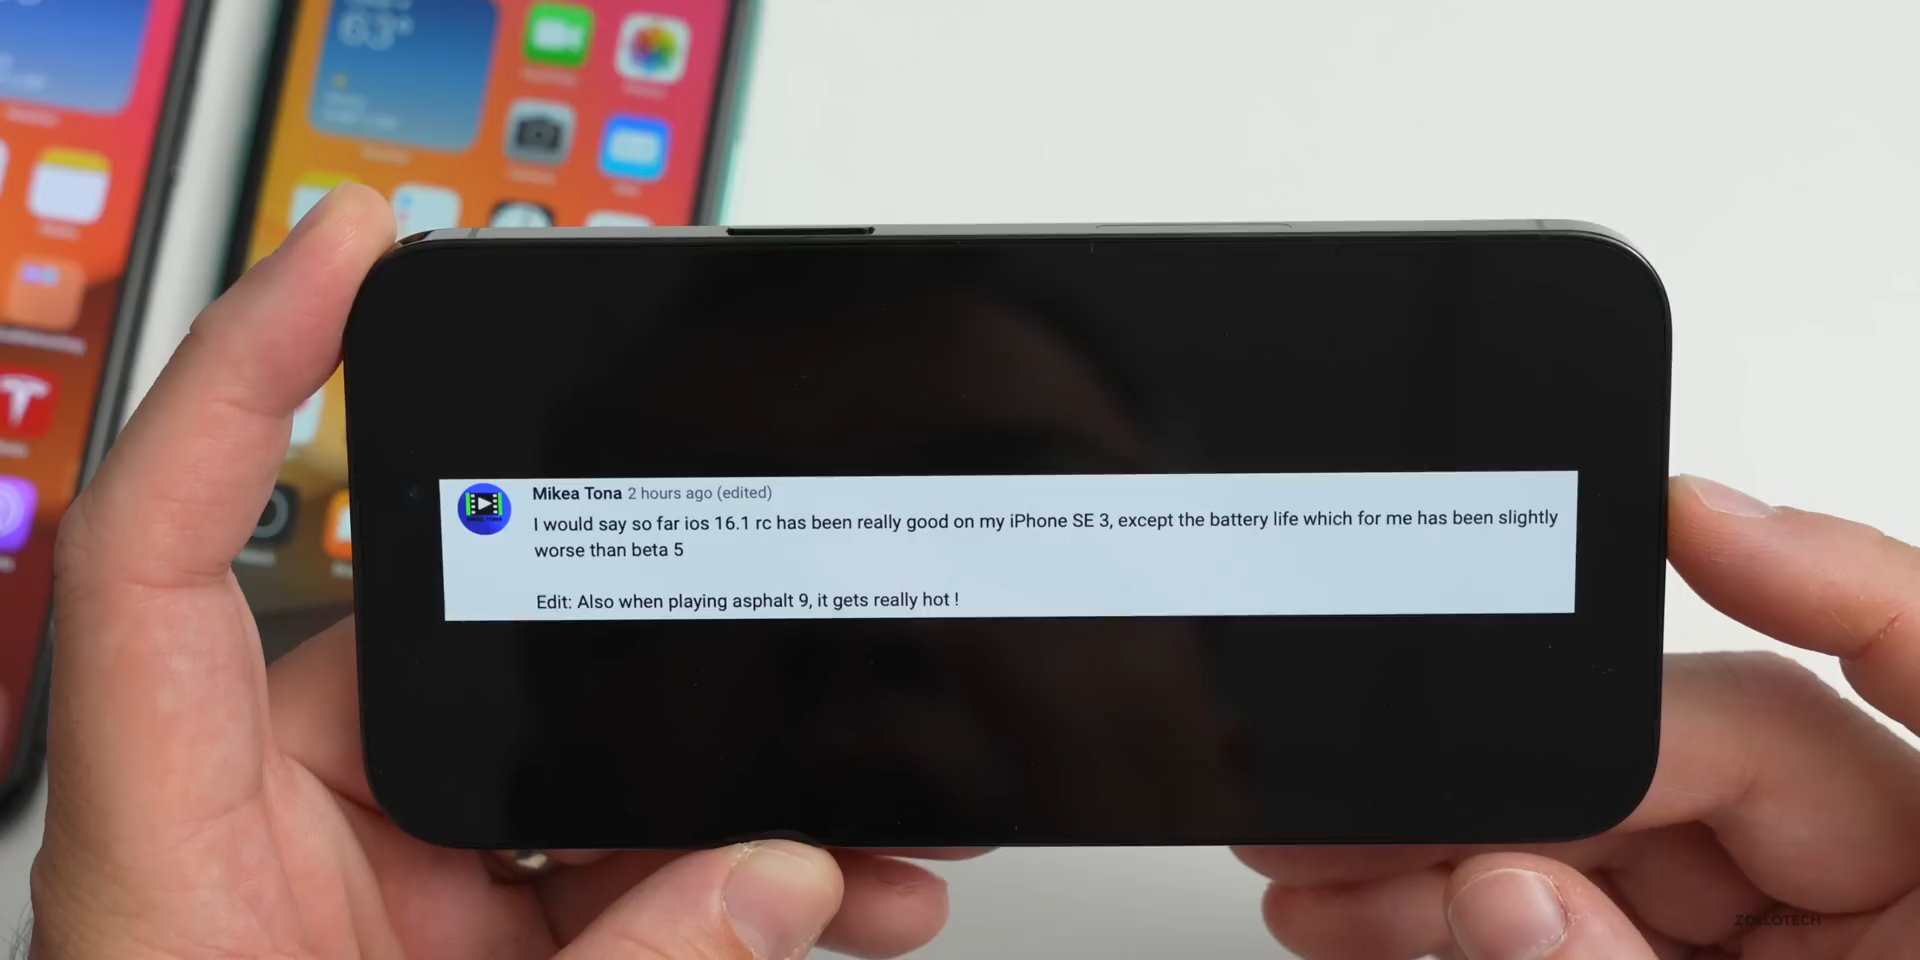 63°
Mikea Tona 2 hours ago (edited)
I would say so far ios 16.1 rc has been really good on my iPhone SE 3, except the battery life which for me has been slightly
worse than beta 5
Edit: Also when playing asphalt 9, it gets really hot !
ZOLLOTECH